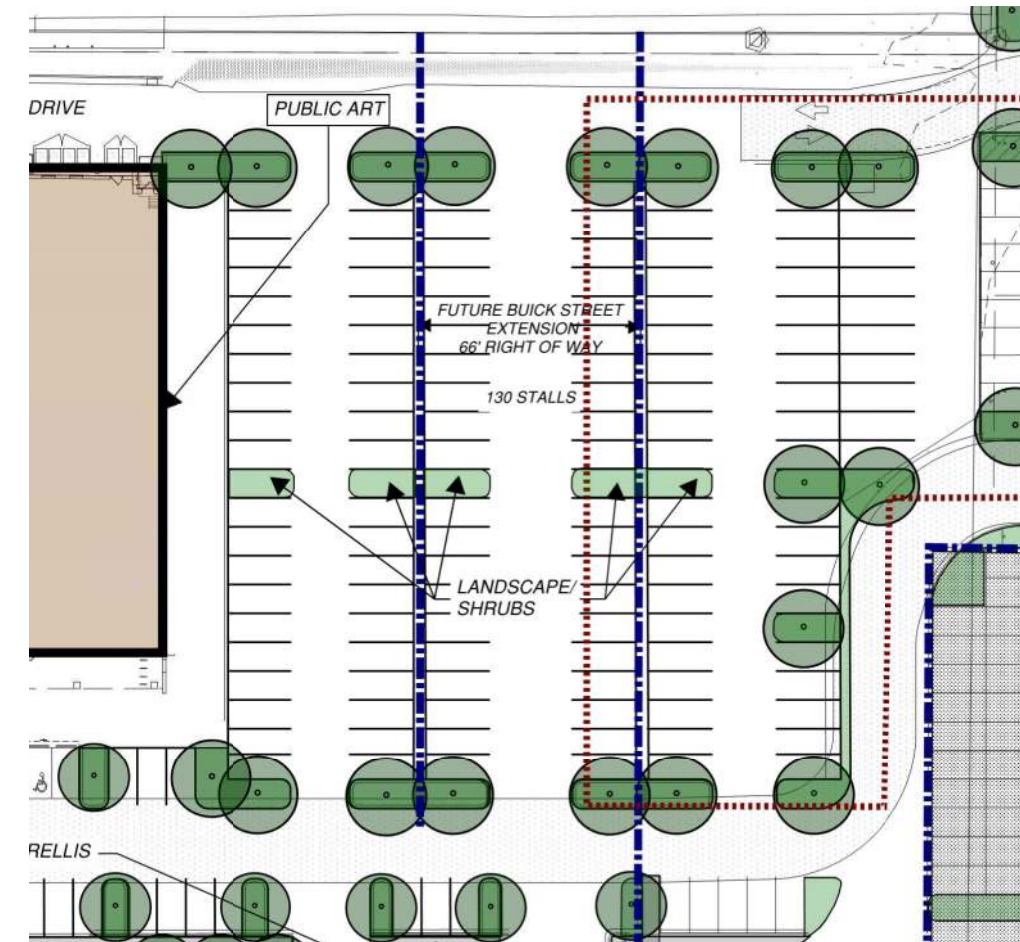 DRIVE
PUBLIC ART
FUTURE BUICK STREET
EXTENSION
66' RIGHT OF WAY
130 STALLS
LANDSCAPE/
SHRUBS
RELLIS